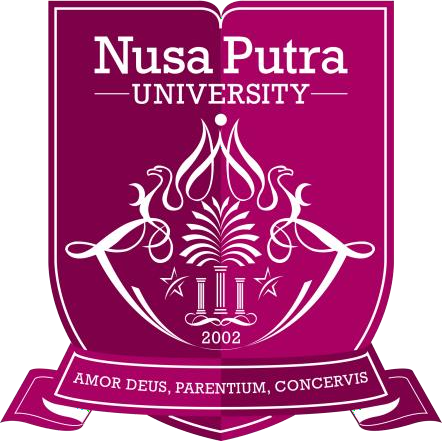 Nusa Putra
UNIVERSITY
2002
AMOR DEUS, PARENTIUM, CONCERVIS